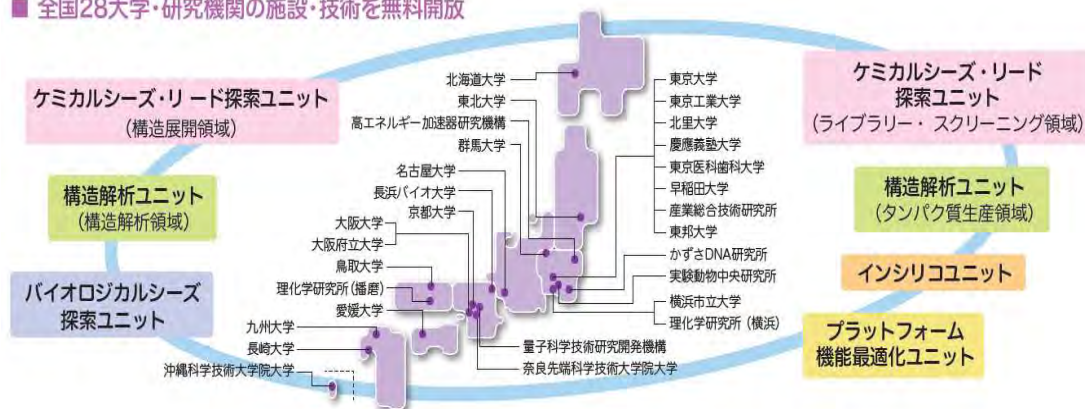 ■ 全国28大学・研究機関の施設・技術を無料開放
ケミカルシーズ・リード探索ユニット
(構造展開領域)
構造解析ユニット
(構造解析領域)
バイオロジカルシーズ
探索ユニット
北海道大学
東北大学
高エネルギー加速器研究機構
群馬大学
名古屋大学
長浜バイオ大学
京都大学
大阪大学
大阪府立大学
鳥取大学
理化学研究所(播磨)
愛媛大学
九州大学
長崎大学
沖縄科学技術大学院大学
東京大学
東京工業大学
北里大学
慶應義塾大学
東京医科歯科大学
早稲田大学
産業総合技術研究所
東邦大学
かずさDNA研究所
実験動物中央研究所
横浜市立大学
理化学研究所(横浜)
量子科学技術研究開発機構
奈良先端科学技術大学院大学
ケミカルシーズ・リード
探索ユニット
(ライブラリー・スクリーニング領域)
構造解析ユニット
(タンパク質生産領域)
インシリコユニット
プラットフォーム
機能最適化ユニット